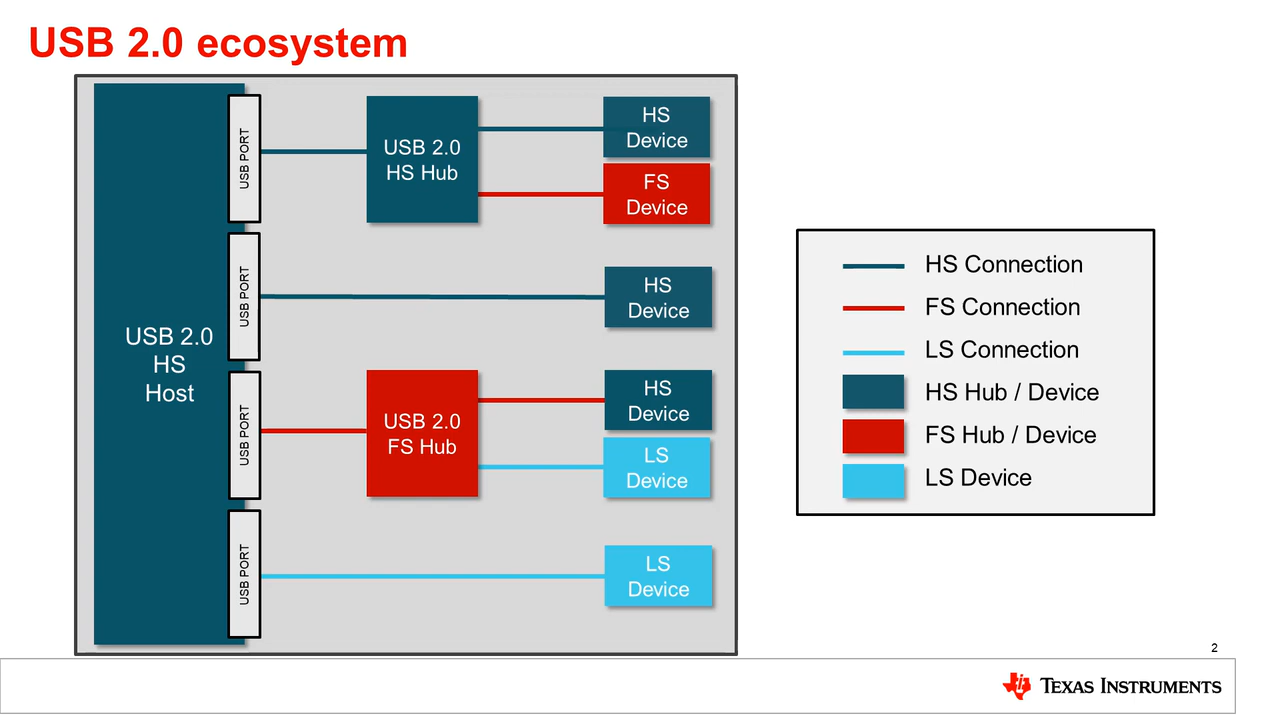 USB 2.0 ecosystem
USB 2.0
HS
Host
USB PORT
USB PORT
USB PORT
USB PORT
USB 2.0
HS Hub
HS
Device
FS
Device
HS
Device
USB 2.0
FS Hub
HS
Device
LS
Device
LS
Device
HS Connection
FS Connection
LS Connection
HS Hub / Device
FS Hub / Device
LS Device
2
TEXAS INSTRUMENTS